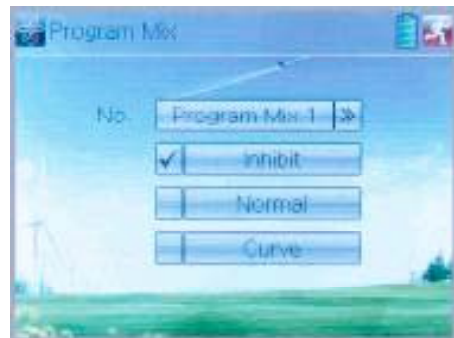 Program Mix
No. Program Mix 1 »
Inhibit
Normal
Curve